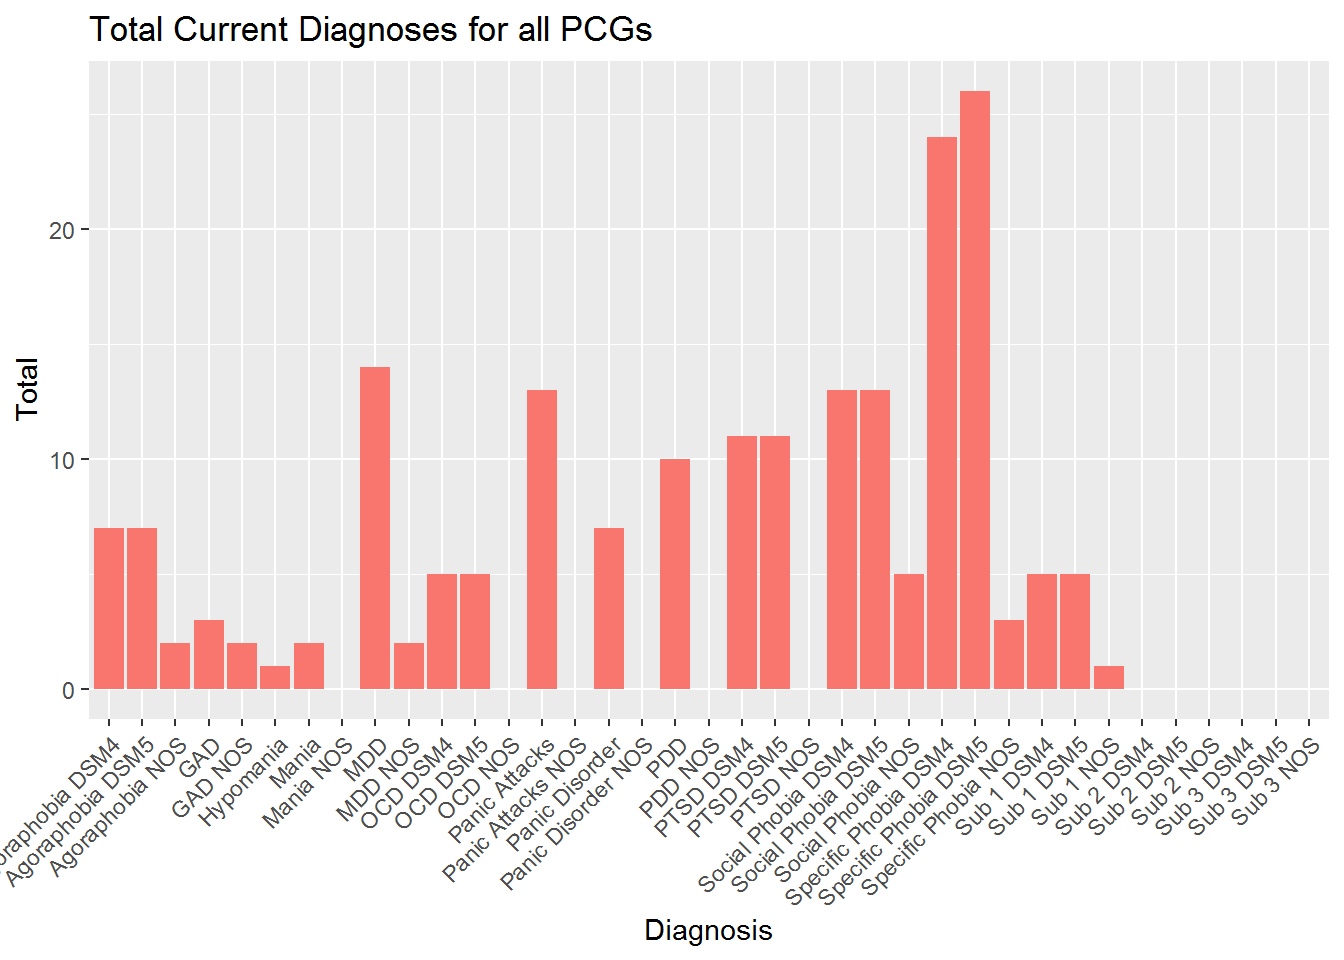 Total Current Diagnoses for all PCGs
Total
20
10
0
oraphobia DSM4
Agoraphobia DSM5
Agoraphobia NOS
GAD
GAD NOS
Hypomania
Mania
Mania NOS
MDD
MDD NOS
OCD DSM4
OCD DSM5
OCD NOS
Panic Attacks
Panic Attacks NOS
Panic Disorder
Panic Disorder NOS
PDD
PDD NOS
PTSD DSM4
PTSD DSM5
PTSD NOS
Social Phobia DSM4
Social Phobia DSM5
Social Phobia NOS
Specific Phobia DSM4
Specific Phobia DSM5
Specific Phobia NOS
Sub 1 DSM4
Sub 1 DSM5
Sub 1 NOS
Sub 2 DSM4
Sub 2 DSM5
Sub 2 NOS
Sub 3 DSM4
Sub 3 DSM5
Sub 3 NOS
Diagnosis